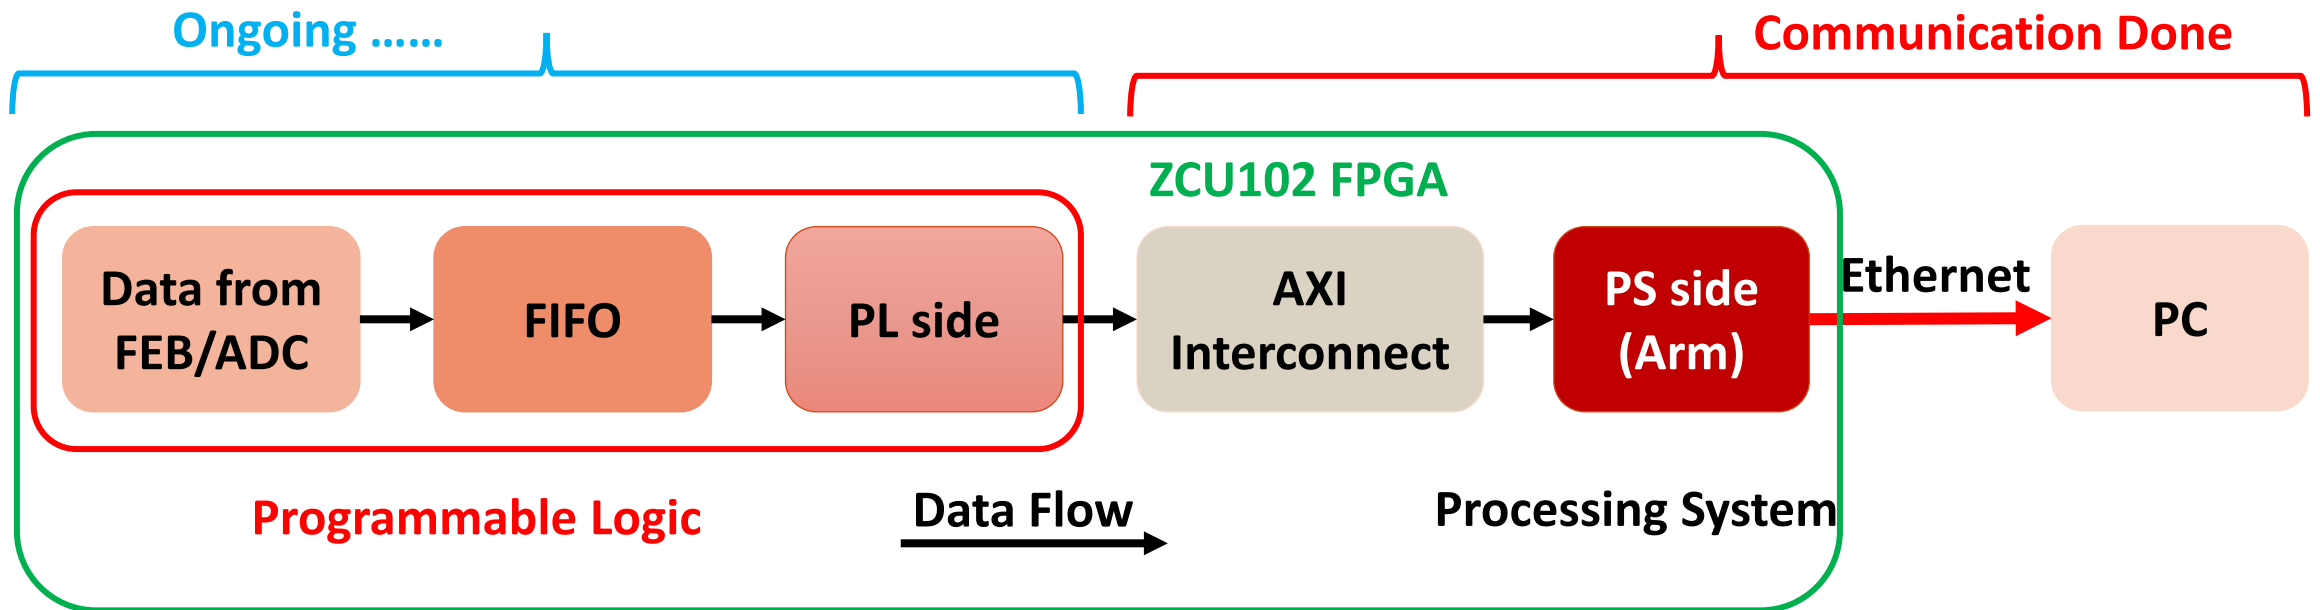 Ongoing ......
Communication Done
ZCU102 FPGA
Data from
FEB/ADC
FIFO
PL side
AXI
Interconnect
PS side
(Arm)
Ethernet
PC
Programmable Logic
Data Flow
Processing System